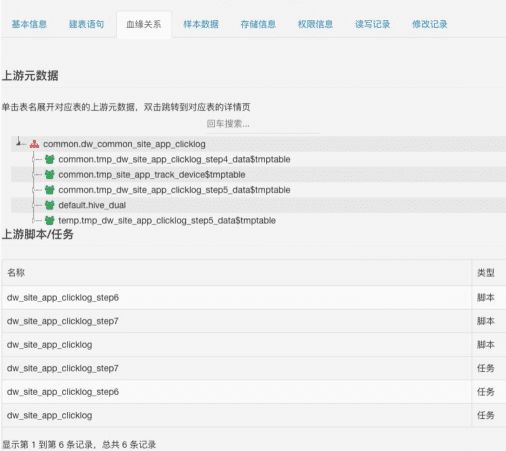 基本信息 建表语句 血缘关系 样本数据 存储信息 权限信息 读写记录 修改记录
上游元数据
单击表名展开对应表的上游元数据，双击跳转到对应表的详情页
回车搜索...
common.dw_common_site_app_clicklog
common.tmp_dw_site_app_clicklog_step4_data$tmptable
common.tmp_site_app_track_device$tmptable
common.tmp_dw_site_app_clicklog_step5_data$tmptable
default.hive_dual
temp.tmp_dw_site_app_clicklog_step5_data$tmptable
上游脚本/任务
名称 类型
dw_site_app_clicklog_step6 脚本
dw_site_app_clicklog_step7 脚本
dw_site_app_clicklog 脚本
dw_site_app_clicklog_step7 任务
dw_site_app_clicklog_step6 任务
dw_site_app_clicklog 任务
显示第 1 到第 6 条记录，总共 6 条记录